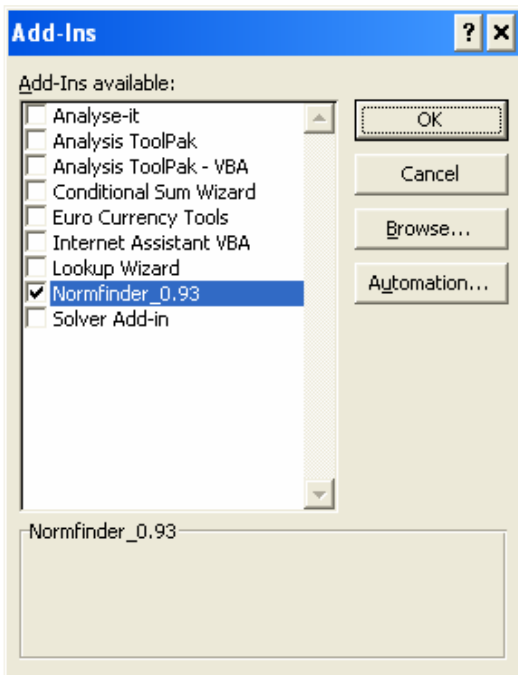 Add-Ins
Add-Ins available:
Analyse-it
Analysis ToolPak
Analysis ToolPak - VBA
Conditional Sum Wizard
Euro Currency Tools
Internet Assistant VBA
Lookup Wizard
Normfinder_0.93
Solver Add-in
OK
Cancel
Browse...
Automation...
Normfinder_0.93